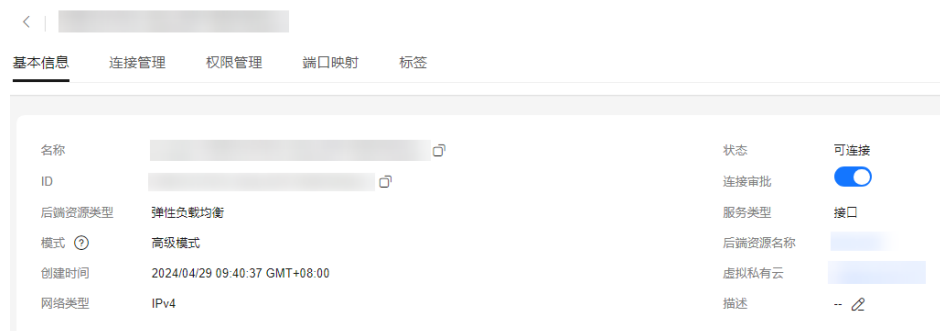 基本信息 连接管理 权限管理 端口映射 标签
名称 状态 可连接
ID 连接审批
后端资源类型 弹性负载均衡 服务类型 接口
模式 ? 高级模式 后端资源名称
创建时间 2024/04/29 09:40:37 GMT+08:00 虚拟私有云
网络类型 IPv4 描述 --